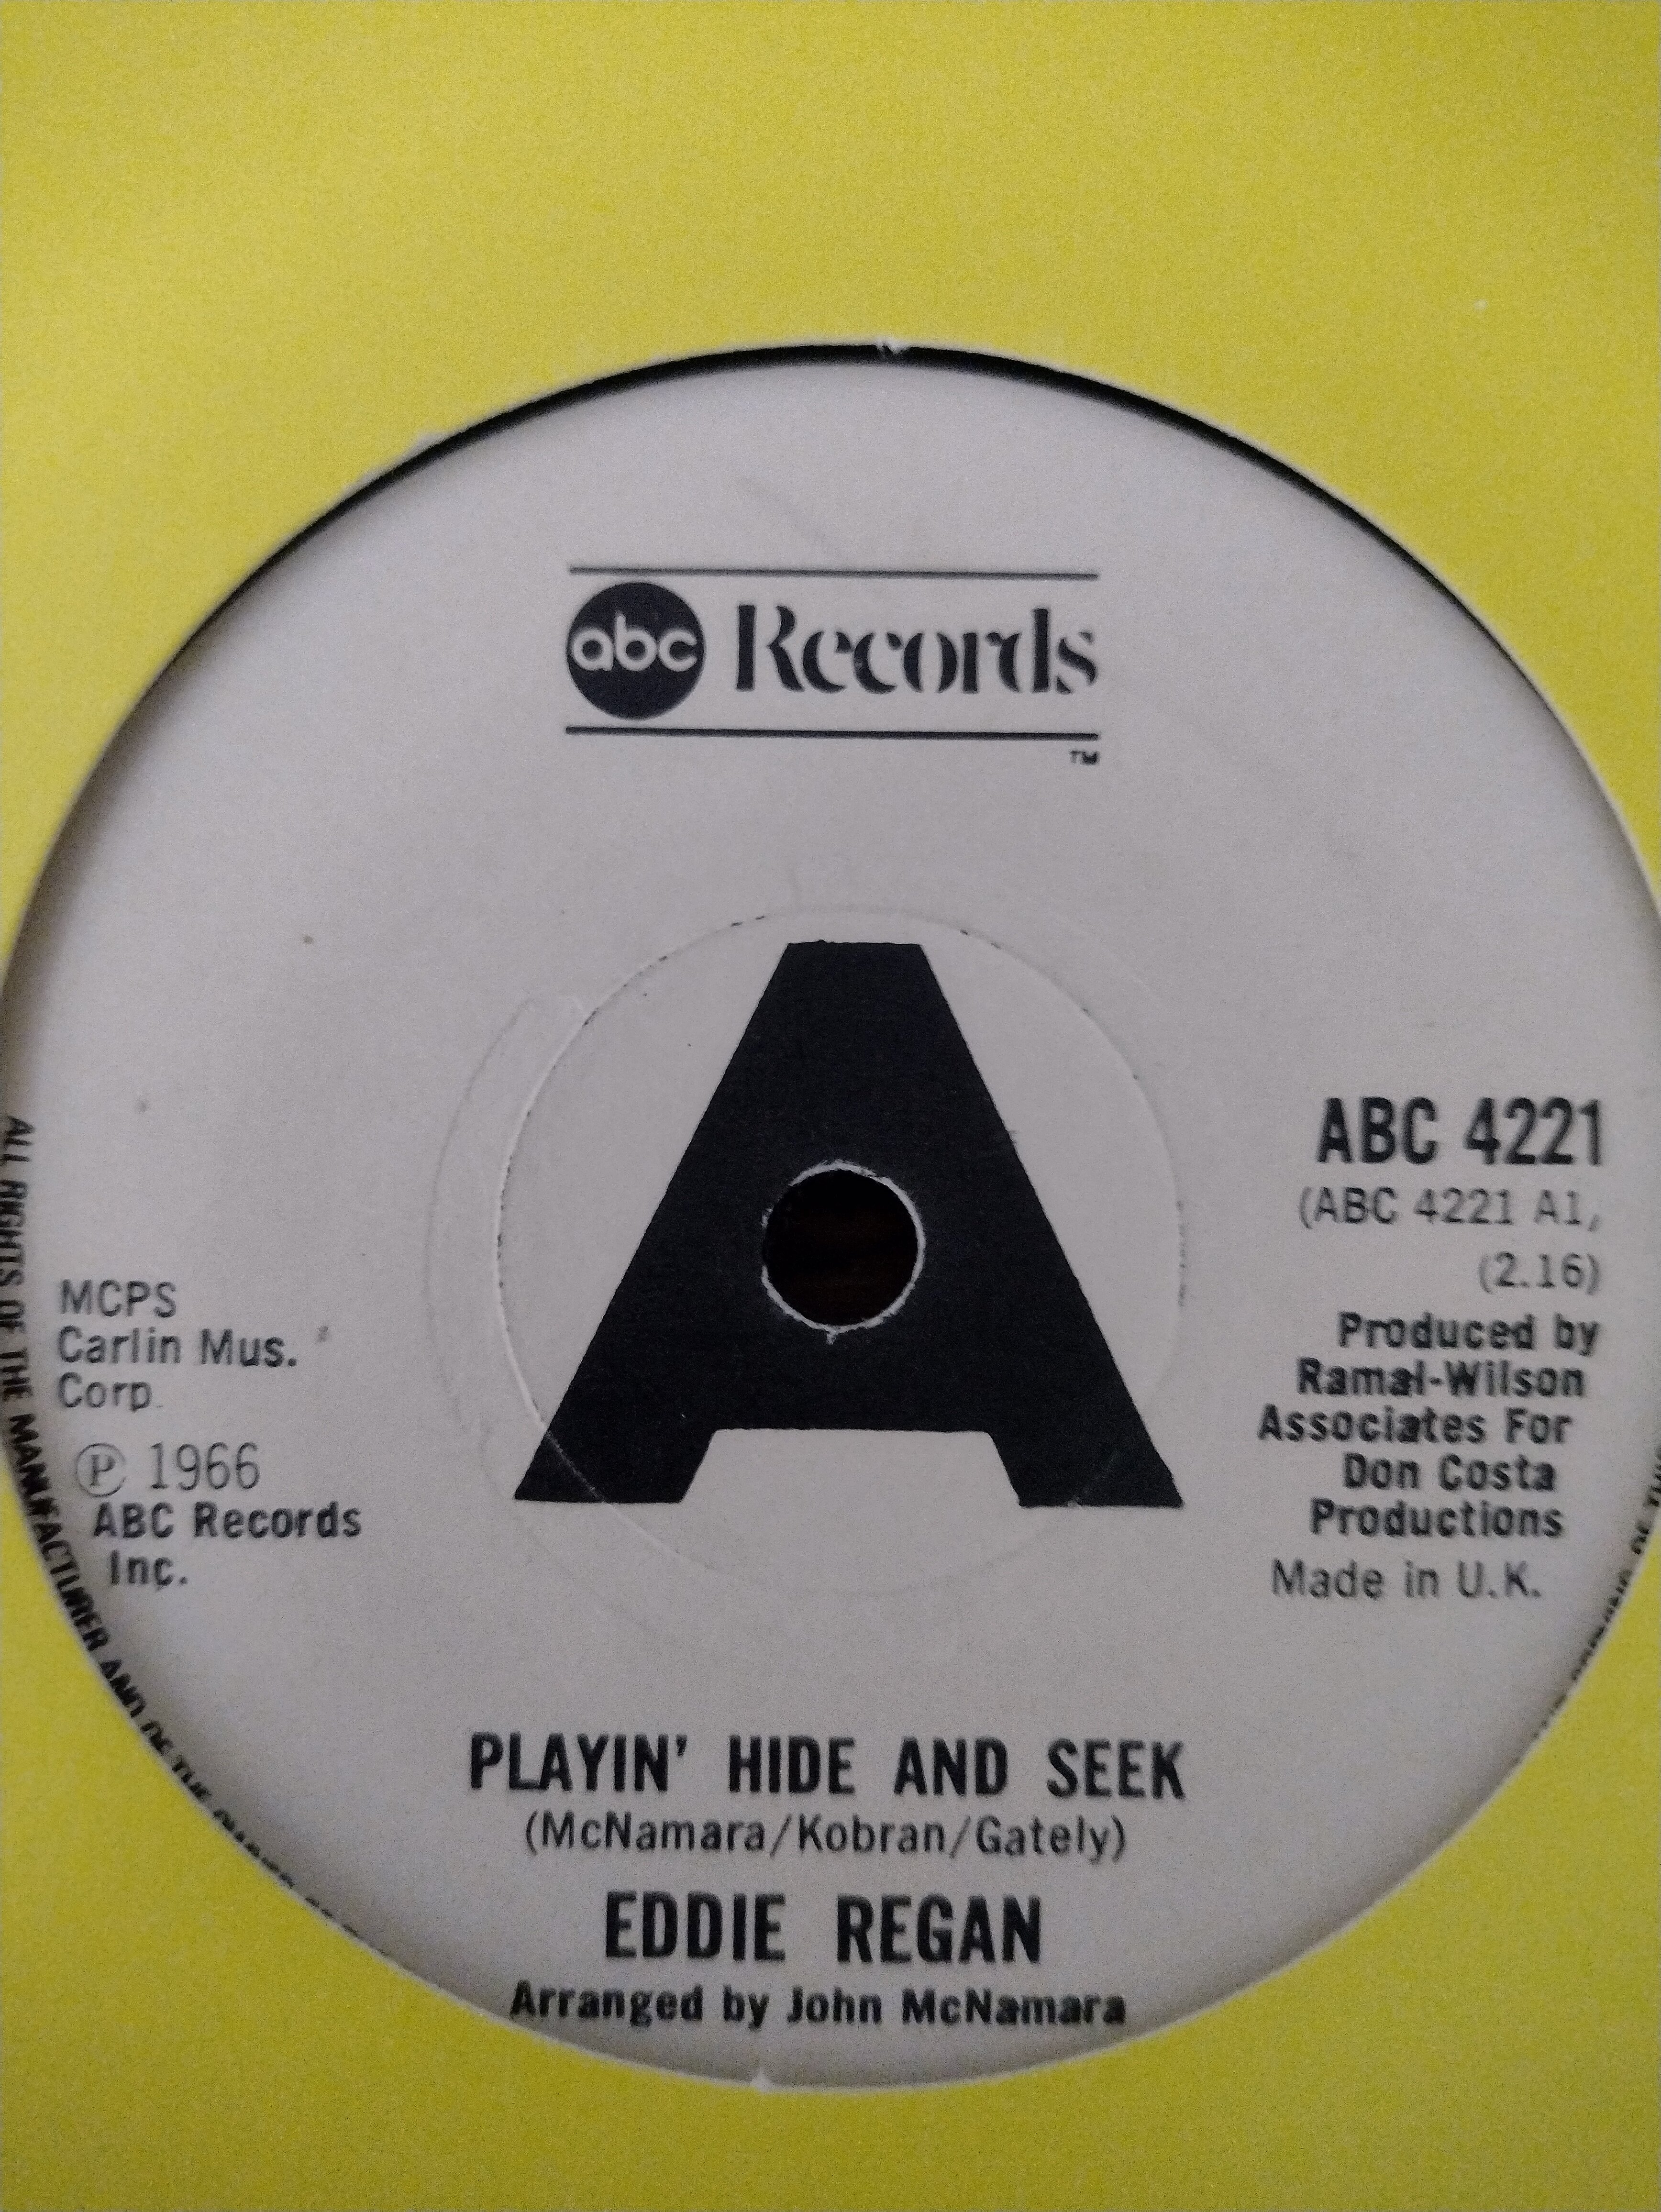 abc Records
TM
A
ABC 4221
(ABC 4221 A1,
(2.16)
Produced by
Ramal-Wilson
Associates For
Don Costa
Productions
Made in U.K.
MCPS
Carlin Mus.
Corp.
Ⓟ 1966
ABC Records
Inc.
PLAYIN' HIDE AND SEEK
(McNamara/Kobran/Gately)
EDDIE REGAN
Arranged by John McNamara
ALL RIGHTS OF THE MANUFACTURER AND OF THE